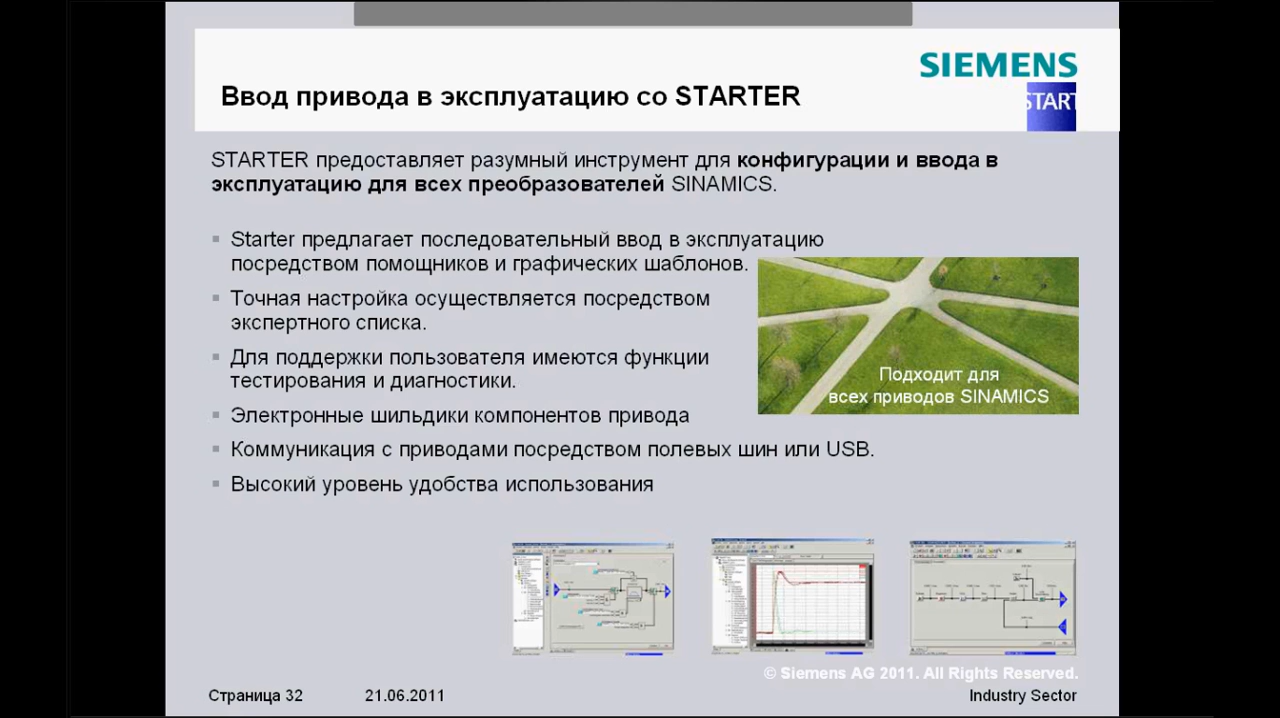 SIEMENS
START
Ввод привода в эксплуатацию со STARTER
STARTER предоставляет разумный инструмент для конфигурации и ввода в
эксплуатацию для всех преобразователей SINAMICS.
Starter предлагает последовательный ввод в эксплуатацию
посредством помощников и графических шаблонов.
Точная настройка осуществляется посредством
экспертного списка.
Для поддержки пользователя имеются функции
тестирования и диагностики.
Электронные шильдики компонентов привода
Коммуникация с приводами посредством полевых шин или USB.
Высокий уровень удобства использования
Подходит для
всех приводов SINAMICS
© Siemens AG 2011. All Rights Reserved.
Страница 32 21.06.2011 Industry Sector